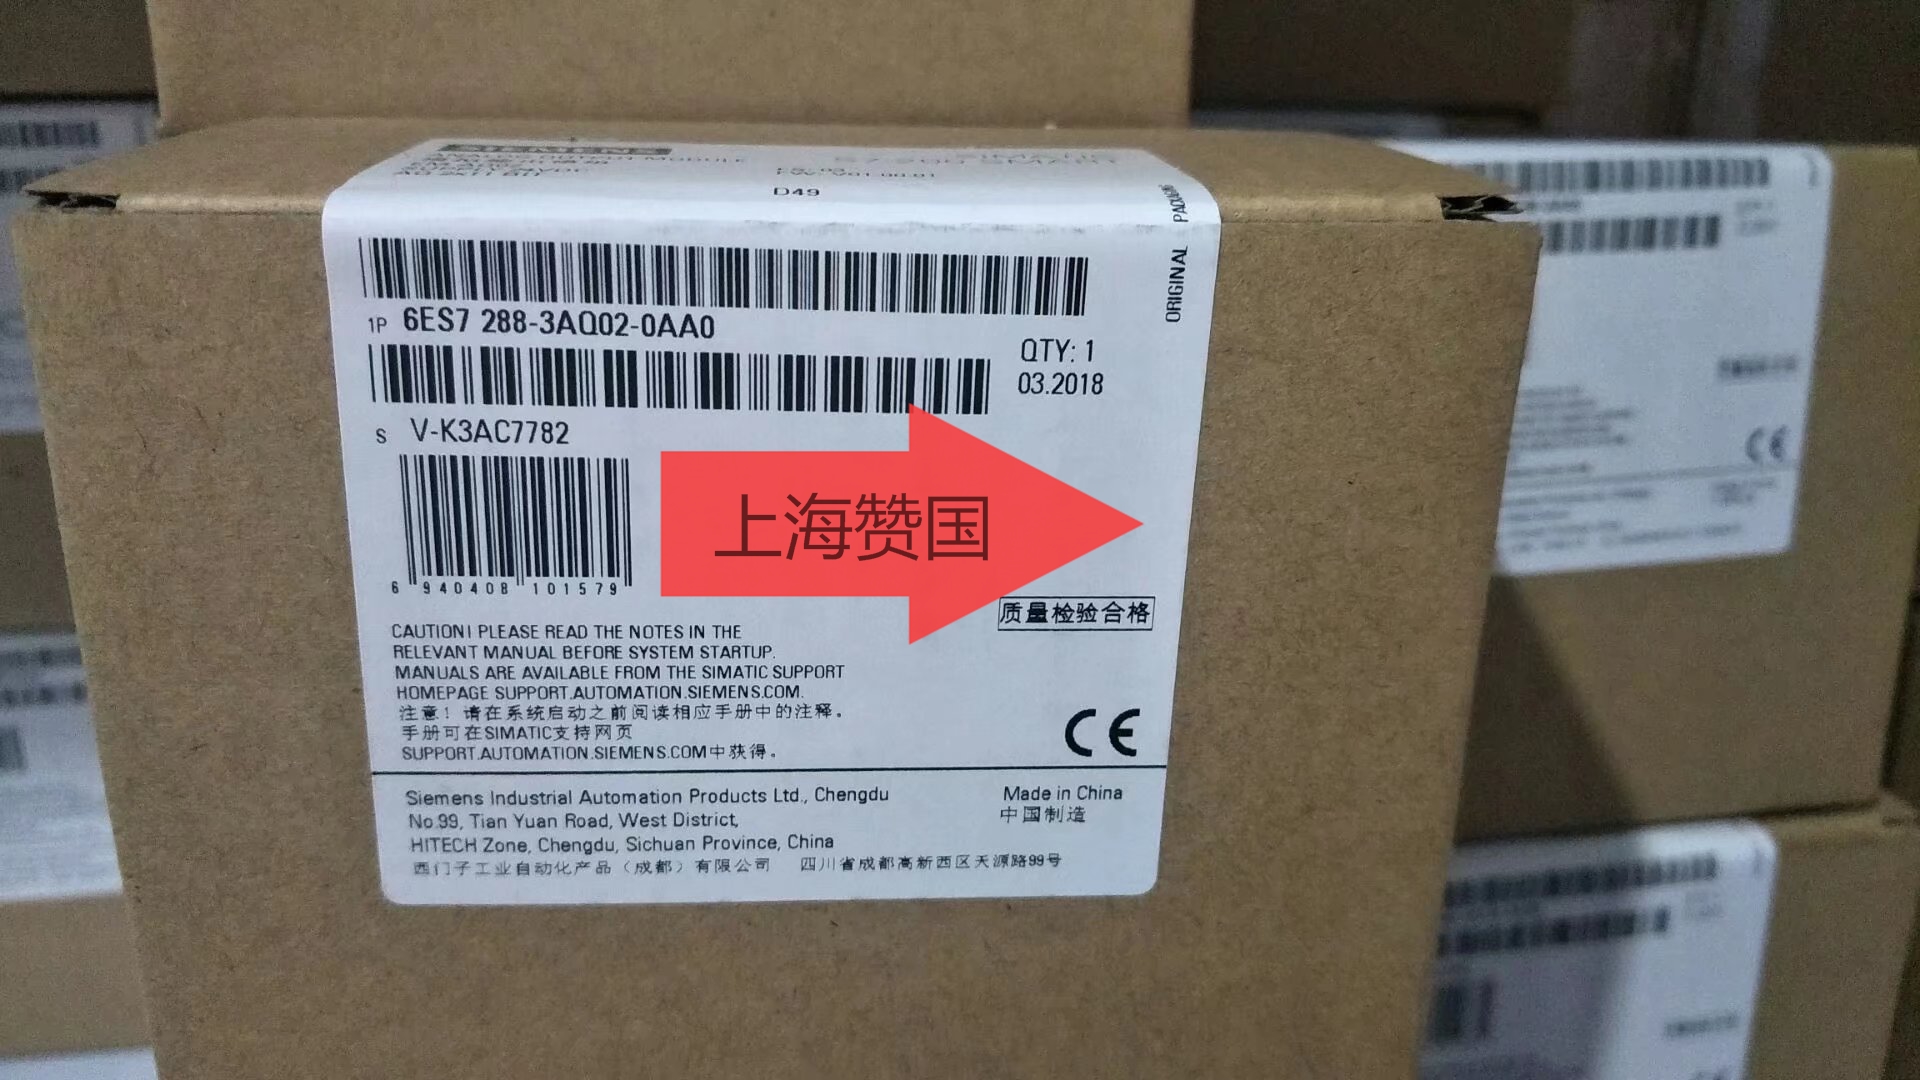 SIEMENS
D49
ORIGINAL PACKING
1P 6ES7 288-3AQ02-0AA0
QTY: 1
03.2018
S V-K3AC7782
上海赞国
6 940408 101579
质量检验合格
CAUTION! PLEASE READ THE NOTES IN THE
RELEVANT MANUAL BEFORE SYSTEM STARTUP.
MANUALS ARE AVAILABLE FROM THE SIMATIC SUPPORT
HOMEPAGE SUPPORT.AUTOMATION.SIEMENS.COM.
注意！请在系统启动之前阅读相应手册中的注释。
手册可在SIMATIC支持网页
SUPPORT.AUTOMATION.SIEMENS.COM中获得。
CE
Siemens Industrial Automation Products Ltd., Chengdu
No.99, Tian Yuan Road, West District,
HITECH Zone, Chengdu, Sichuan Province, China
Made in China
中国制造
西门子工业自动化产品（成都）有限公司 四川省成都高新西区天源路99号
CE